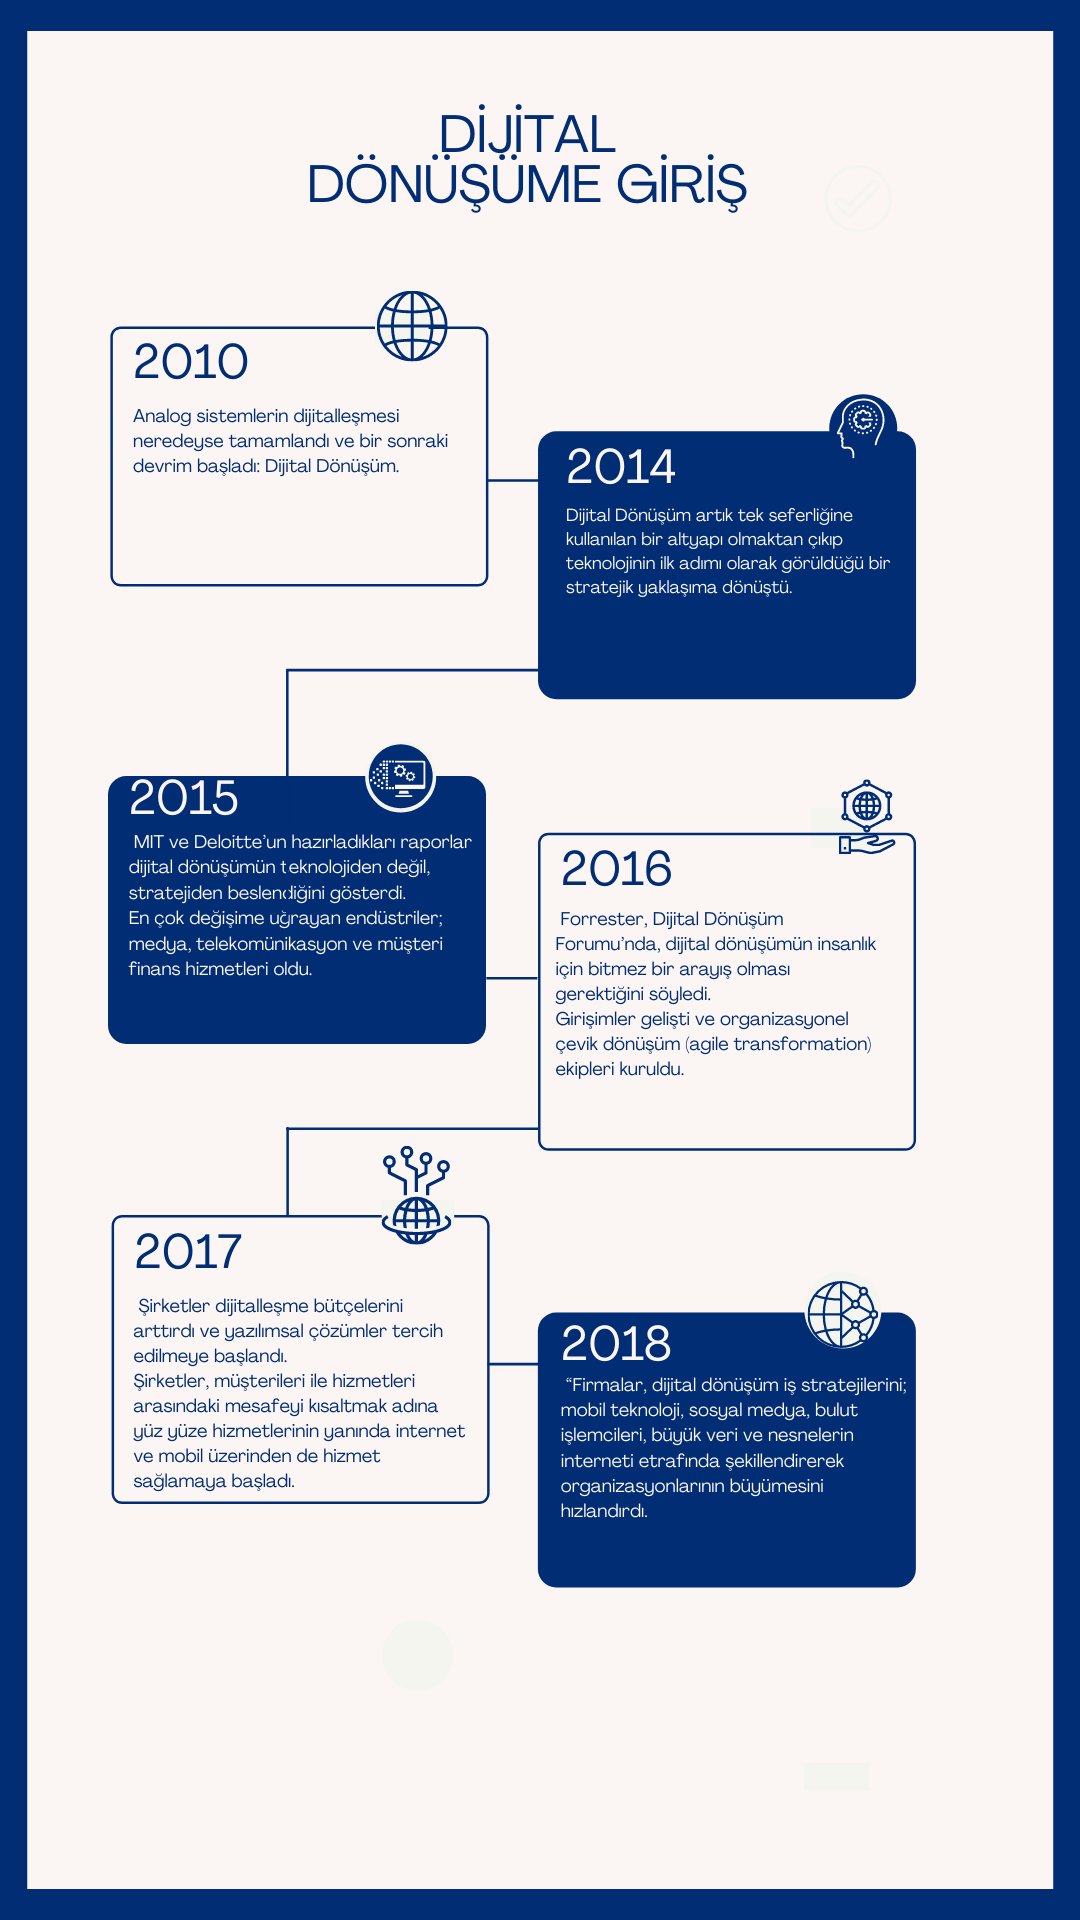 DİJİTAL
DÖNÜŞÜME GİRİŞ
2010
Analog sistemlerin dijitalleşmesi
neredeyse tamamlandı ve bir sonraki
devrim başladı: Dijital Dönüşüm.
2014
Dijital Dönüşüm artık tek seferliğine
kullanılan bir altyapı olmaktan çıkıp
teknolojinin ilk adımı olarak görüldüğü bir
stratejik yaklaşıma dönüştü.
2015
MIT ve Deloitte’un hazırladıkları raporlar
dijital dönüşümün teknolojiden değil,
stratejiden beslendiğini gösterdi.
En çok değişime uğrayan endüstriler;
medya, telekomünikasyon ve müşteri
finans hizmetleri oldu.
2016
Forrester, Dijital Dönüşüm
Forumu’nda, dijital dönüşümün insanlık
için bitmez bir arayış olması
gerektiğini söyledi.
Girişimler gelişti ve organizasyonel
çevik dönüşüm (agile transformation)
ekipleri kuruldu.
2017
Şirketler dijitalleşme bütçelerini
arttırdı ve yazılımsal çözümler tercih
edilmeye başlandı.
Şirketler, müşterileri ile hizmetleri
arasındaki mesafeyi kısaltmak adına
yüz yüze hizmetlerinin yanında internet
ve mobil üzerinden de hizmet
sağlamaya başladı.
2018
“Firmalar, dijital dönüşüm iş stratejilerini;
mobil teknoloji, sosyal medya, bulut
işlemcileri, büyük veri ve nesnelerin
interneti etrafında şekillendirerek
organizasyonlarının büyümesini
hızlandırdı.